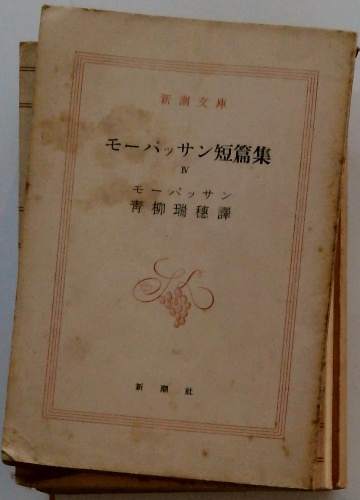 新潮文庫
モーパッサン短篇集
Ⅳ
モーパッサン
青柳瑞穂譯
新潮社